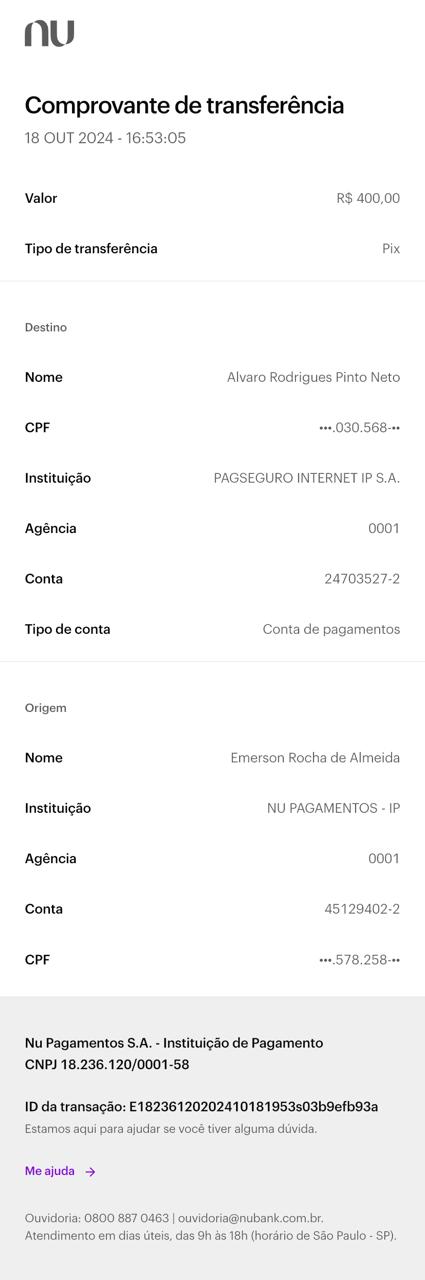 nu
Comprovante de transferência
18 OUT 2024 - 16:53:05
Valor R$ 400,00
Tipo de transferência Pix
Destino
Nome Alvaro Rodrigues Pinto Neto
CPF •••.030.568-••
Instituição PAGSEGURO INTERNET IP S.A.
Agência 0001
Conta 24703527-2
Tipo de conta Conta de pagamentos
Origem
Nome Emerson Rocha de Almeida
Instituição NU PAGAMENTOS - IP
Agência 0001
Conta 45129402-2
CPF •••.578.258-••
Nu Pagamentos S.A. - Instituição de Pagamento
CNPJ 18.236.120/0001-58
ID da transação: E18236120202410181953s03b9efb93a
Estamos aqui para ajudar se você tiver alguma dúvida.
Me ajuda →
Ouvidoria: 0800 887 0463 | ouvidoria@nubank.com.br.
Atendimento em dias úteis, das 9h às 18h (horário de São Paulo - SP).